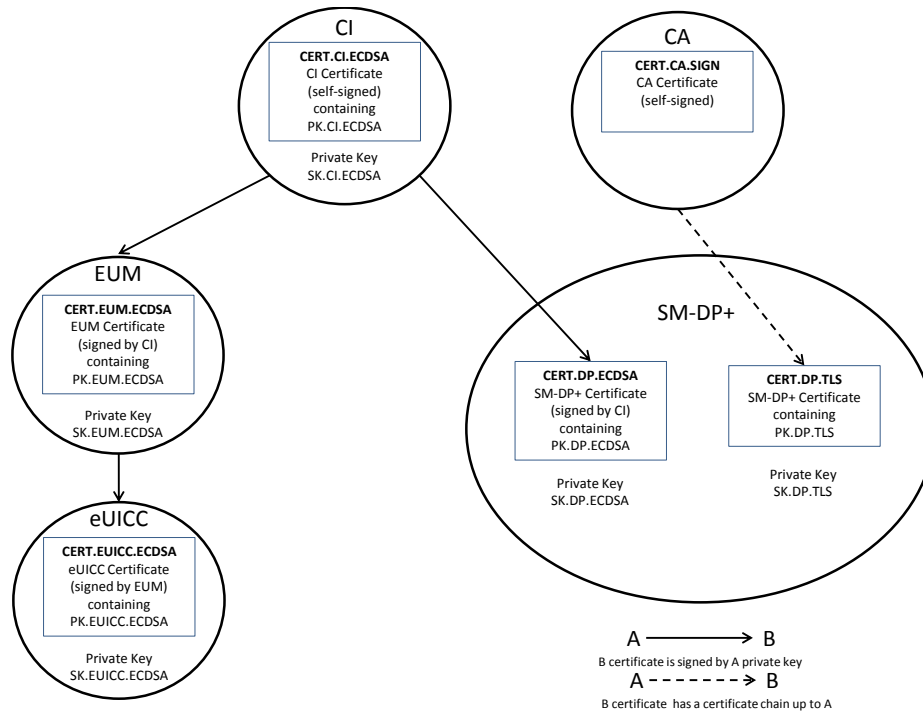 CI
CERT.CI.ECDSA
CI Certificate
(self-signed)
containing
PK.CI.ECDSA
Private Key
SK.CI.ECDSA
CA
CERT.CA.SIGN
CA Certificate
(self-signed)
EUM
CERT.EUM.ECDSA
EUM Certificate
(signed by CI)
containing
PK.EUM.ECDSA
Private Key
SK.EUM.ECDSA
SM-DP+
CERT.DP.ECDSA
SM-DP+ Certificate
(signed by CI)
containing
PK.DP.ECDSA
Private Key
SK.DP.ECDSA
CERT.DP.TLS
SM-DP+ Certificate
containing
PK.DP.TLS
Private Key
SK.DP.TLS
eUICC
CERT.EUICC.ECDSA
eUICC Certificate
(signed by EUM)
containing
PK.EUICC.ECDSA
Private Key
SK.EUICC.ECDSA
A B
B certificate is signed by A private key
A B
B certificate has a certificate chain up to A